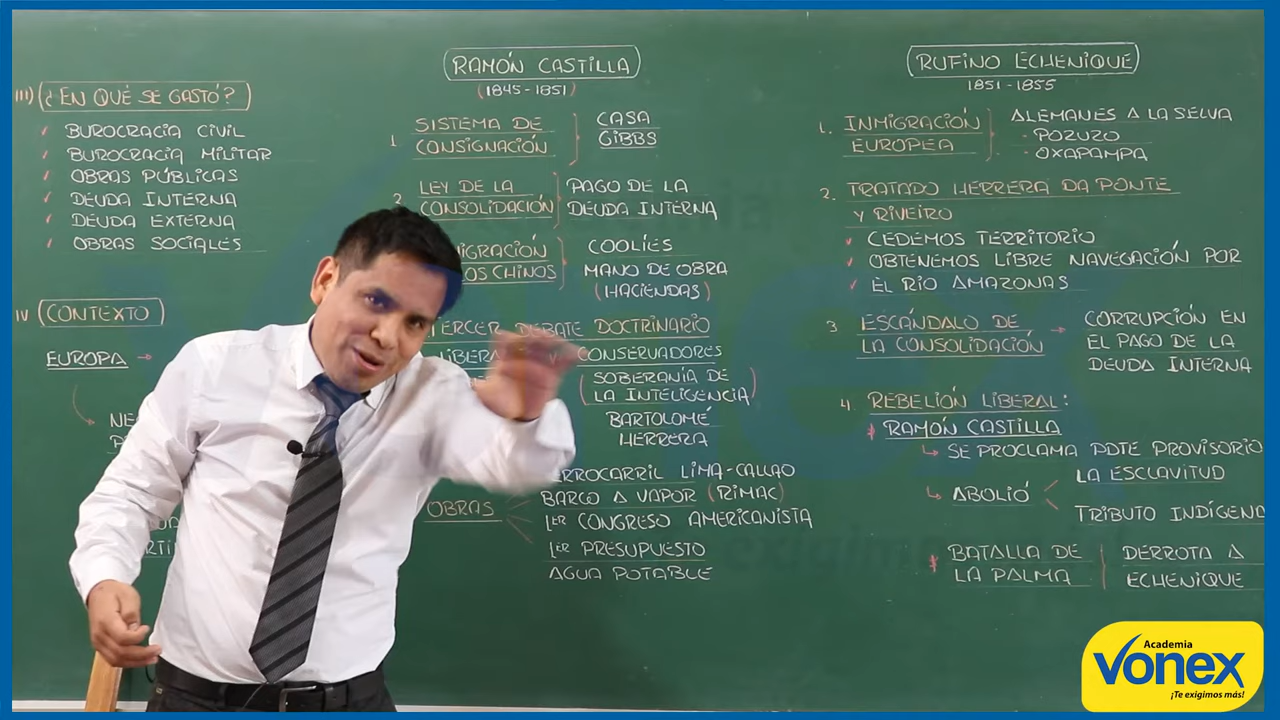 III) ¿EN QUÉ SE GASTÓ?
BUROCRACIA CIVIL
BUROCRACIA MILITAR
OBRAS PÚBLICAS
DEUDA INTERNA
DEUDA EXTERNA
OBRAS SOCIALES
IV (CONTEXTO)
EUROPA
RAMÓN CASTILLA
(1845-1851)
1. SISTEMA DE
CONSIGNACIÓN
CASA
GIBBS
2 LEY DE LA
CONSOLIDACIÓN
PAGO DE LA
DEUDA INTERNA
CHINOS
COOLÍES
MANO DE OBRA
(HACIENDAS)
TERCER DEBATE DOCTRINARIO
CONSERVADORES
(SOBERANÍA DE
LA INTELIGENCIA)
BARTOLOMÉ
HERRERA
OBRAS
LIMA-CALLAO
BARCO A VAPOR (RIMAC)
1ER CONGRESO AMERICANISTA
1ER PRESUPUESTO
AGUA POTABLE
RUFINO ECHENIQUE
1851-1855
1. INMIGRACIÓN
EUROPEA
ALEMANES A LA SELVA
- POZUZO
- OXAPAMPA
2. TRATADO HERRERA DA PONTE
Y RIVEIRO
CEDEMOS TERRITORIO
OBTENEMOS LIBRE NAVEGACIÓN POR
EL RÍO AMAZONAS
3 ESCÁNDALO DE
LA CONSOLIDACIÓN
CORRUPCIÓN EN
EL PAGO DE LA
DEUDA INTERNA
4. REBELIÓN LIBERAL:
* RAMÓN CASTILLA
SE PROCLAMA PDTE PROVISORIO
ABOLIÓ
LA ESCLAVITUD
TRIBUTO INDÍGENA
* BATALLA DE
LA PALMA
DERROTA A
ECHENIQUE
Academia
Vonex
¡Te exigimos más!